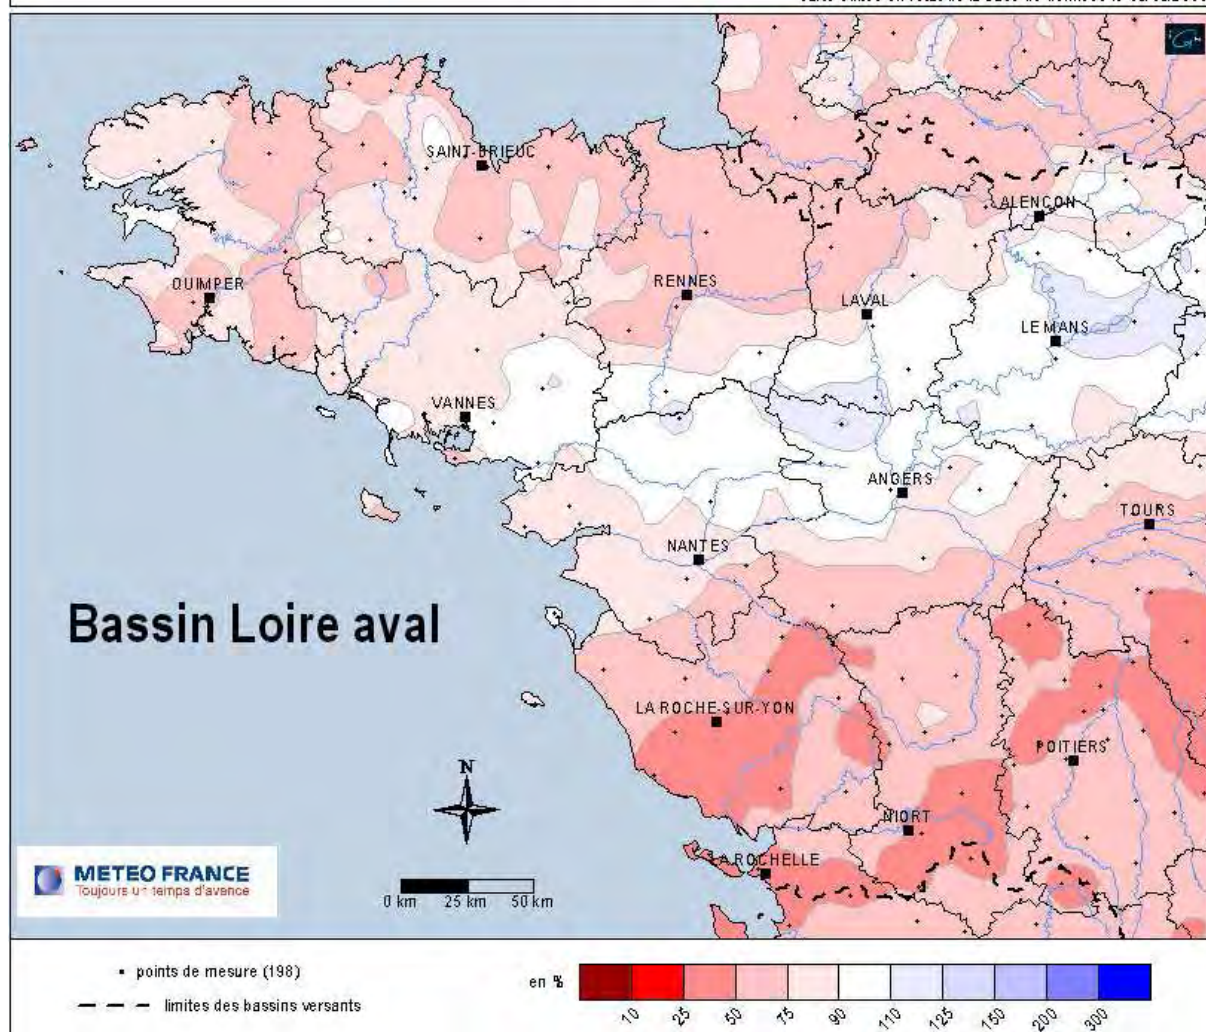 SAINT-BRIEUC
ALENÇON
QUIMPER
RENNES
LAVAL
LE MANS
VANNES
ANGERS
TOURS
NANTES
Bassin Loire aval
LA ROCHE-SUR-YON
POITIERS
N
NIORT
LA ROCHELLE
METEO FRANCE
Toujours un temps d'avance
0 km 25 km 50 km
points de mesure (198)
limites des bassins versants
en %
10 25 50 75 90 110 125 150 200 300